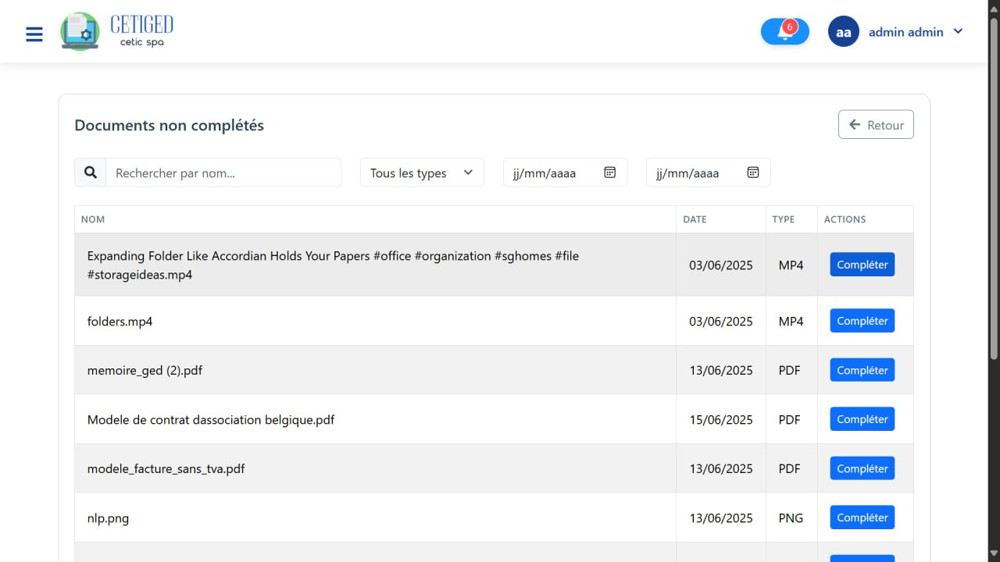 CETIGED
cetic spa
6
aa
admin admin
Documents non complétés
Retour
Rechercher par nom...
Tous les types
jj/mm/aaaa
jj/mm/aaaa
NOM DATE TYPE ACTIONS
Expanding Folder Like Accordian Holds Your Papers #office #organization #sghomes #file
#storageideas.mp4
03/06/2025 MP4 Compléter
folders.mp4 03/06/2025 MP4 Compléter
memoire_ged (2).pdf 13/06/2025 PDF Compléter
Modele de contrat dassociation belgique.pdf 15/06/2025 PDF Compléter
modele_facture_sans_tva.pdf 13/06/2025 PDF Compléter
nlp.png 13/06/2025 PNG Compléter